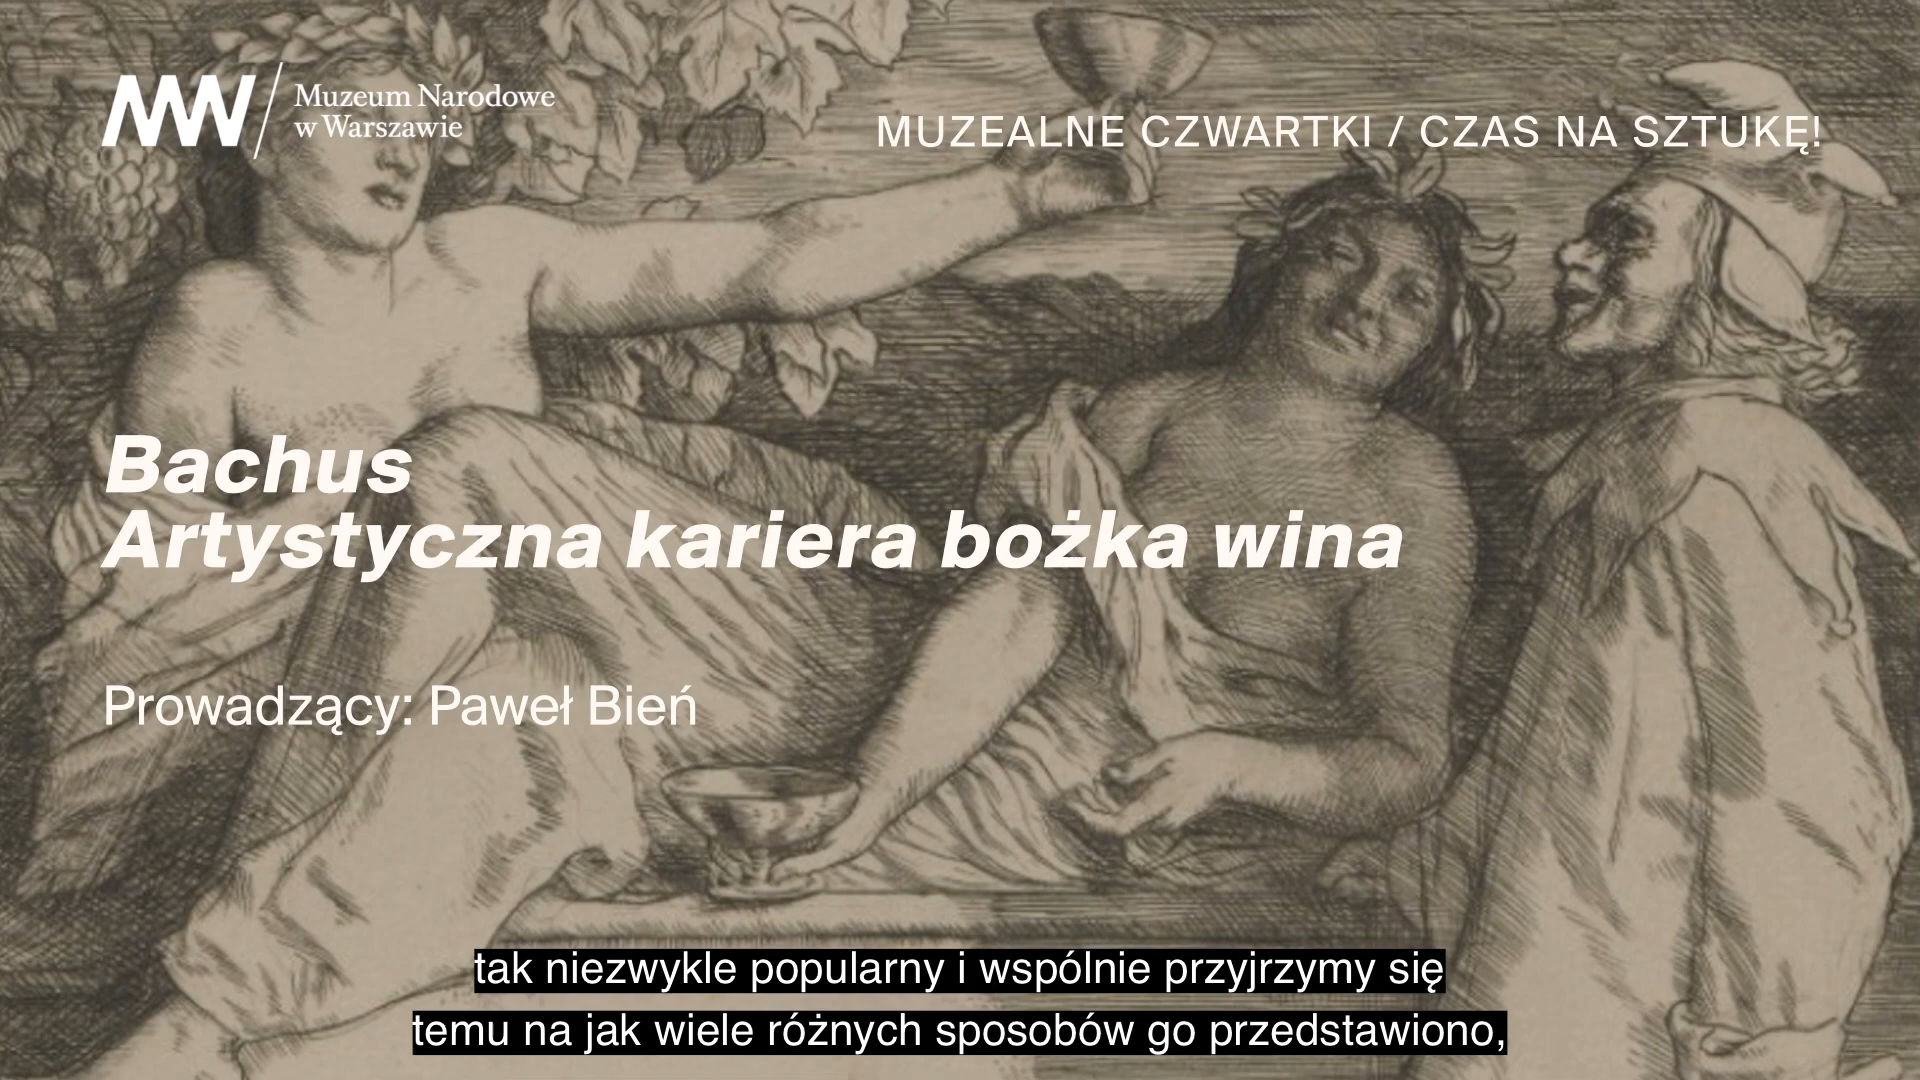 Muzeum Narodowe
w Warszawie
MUZEALNE CZWARTKI / CZAS NA SZTUKĘ!
Bachus
Artystyczna kariera bożka wina
Prowadzący: Paweł Bień
tak niezwykle popularny i wspólnie przyjrzymy się
temu na jak wiele różnych sposobów go przedstawiono,